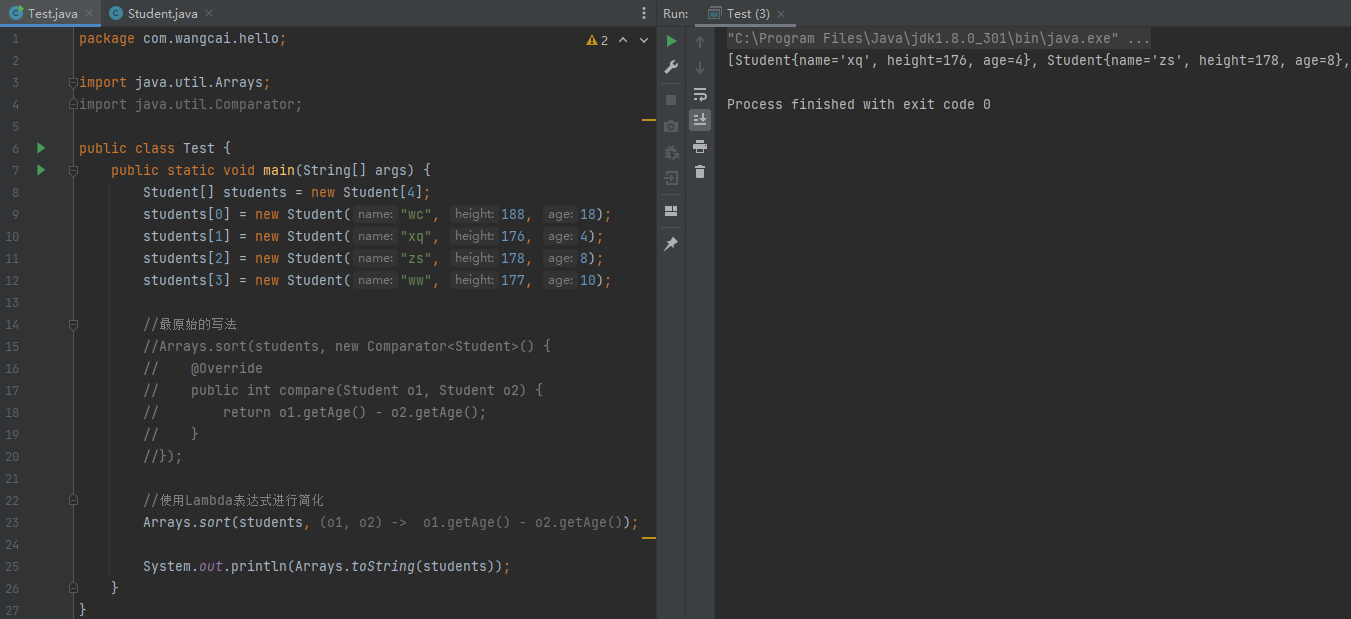 Test.java
Student.java
Run:
Test (3)
1 package com.wangcai.hello;
2
2
3 import java.util.Arrays;
4 import java.util.Comparator;
5
6 public class Test {
7 public static void main(String[] args) {
8 Student[] students = new Student[4];
9 students[0] = new Student( name: "wc", height: 188, age: 18);
10 students[1] = new Student( name: "xq", height: 176, age: 4);
11 students[2] = new Student( name: "zs", height: 178, age: 8);
12 students[3] = new Student( name: "ww", height: 177, age: 10);
13
14 //最原始的写法
15 //Arrays.sort(students, new Comparator<Student>() {
16 // @Override
17 // public int compare(Student o1, Student o2) {
18 // return o1.getAge() - o2.getAge();
19 // }
20 //});
21
22 //使用Lambda表达式进行简化
23 Arrays.sort(students, (o1, o2) -> o1.getAge() - o2.getAge());
24
25 System.out.println(Arrays.toString(students));
26 }
27 }
"C:\Program Files\Java\jdk1.8.0_301\bin\java.exe" ...
[Student{name='xq', height=176, age=4}, Student{name='zs', height=178, age=8},
Process finished with exit code 0